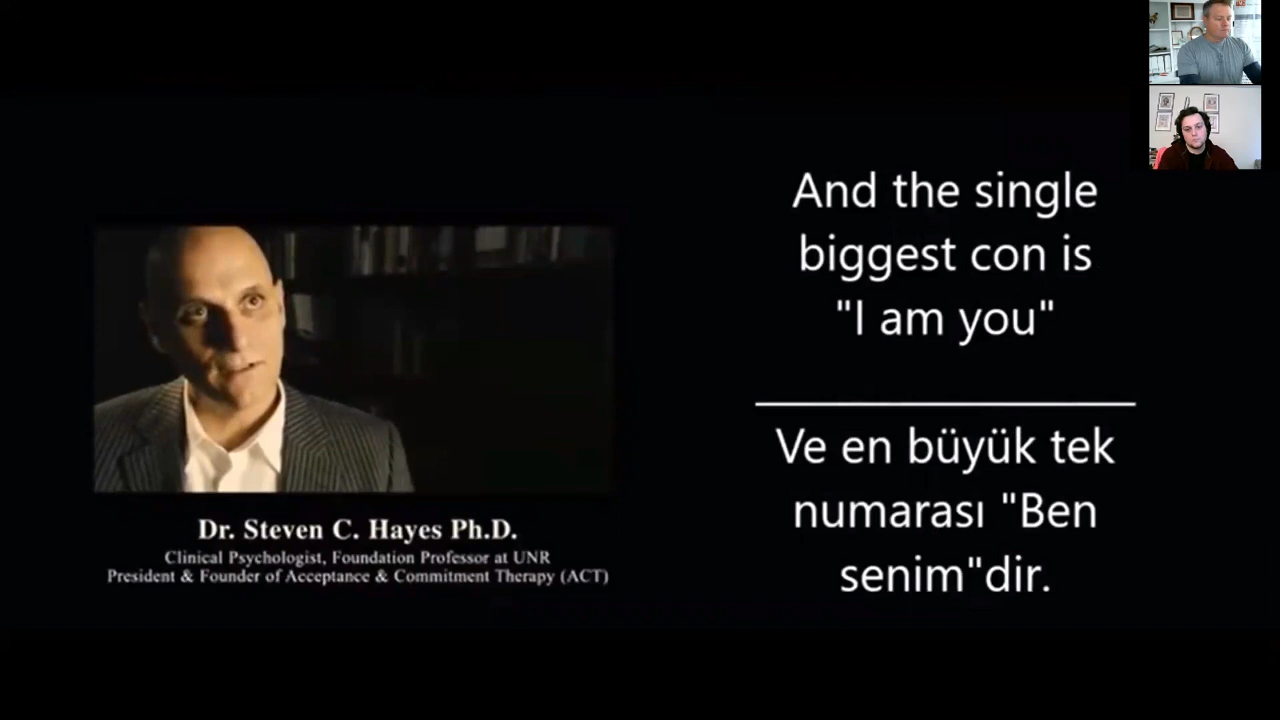 And the single
biggest con is
"I am you"
Ve en büyük tek
numarası "Ben
senim"dir.
Dr. Steven C. Hayes Ph.D.
Clinical Psychologist, Foundation Professor at UNR
President & Founder of Acceptance & Commitment Therapy (ACT)